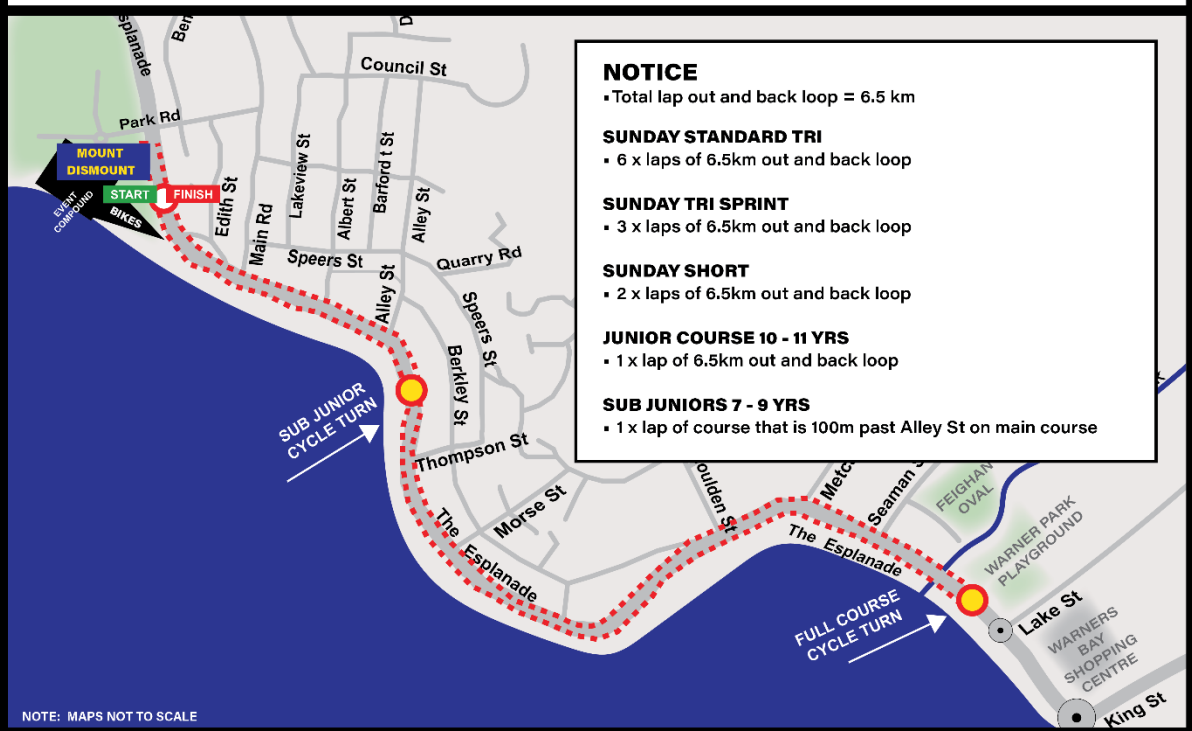 NOTICE
▪ Total lap out and back loop = 6.5 km
SUNDAY STANDARD TRI
▪ 6 x laps of 6.5km out and back loop
SUNDAY TRI SPRINT
▪ 3 x laps of 6.5km out and back loop
SUNDAY SHORT
▪ 2 x laps of 6.5km out and back loop
JUNIOR COURSE 10 - 11 YRS
▪ 1 x lap of 6.5km out and back loop
SUB JUNIORS 7 - 9 YRS
▪ 1 x lap of course that is 100m past Alley St on main course
Council St
Park Rd
MOUNT
DISMOUNT
START
FINISH
EVENT
COMPOUND
BIKES
Edith St
Main Rd
Lakeview St
Albert St
Barford t St
Alley St
Speers St
Quarry Rd
Alley St
Speers St
Berkley St
SUB JUNIOR
CYCLE TURN
Thompson St
Morse St
The Esplanade
The Esplanade
FEIGHAN
OVAL
WARNER PARK
PLAYGROUND
FULL COURSE
CYCLE TURN
Lake St
WARNERS
BAY
SHOPPING
CENTRE
King St
NOTE: MAPS NOT TO SCALE